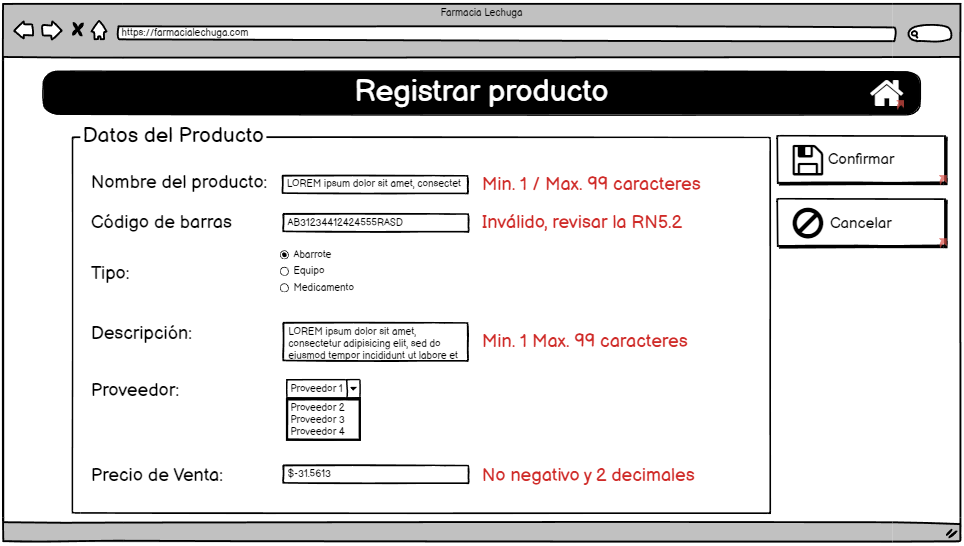 Farmacia Lechuga
https://farmacialechuga.com
Registrar producto
Datos del Producto
Nombre del producto: LOREM ipsum dolor sit amet, consectet Min. 1 / Max. 99 caracteres
Código de barras AB31234412424555RASD Inválido, revisar la RN5.2
Tipo:
Abarrote
Equipo
Medicamento
Descripción:
LOREM ipsum dolor sit amet,
consectetur adipisicing elit, sed do
eiusmod tempor incididunt ut labore et
Min. 1 Max. 99 caracteres
Proveedor: Proveedor 1
Proveedor 2
Proveedor 3
Proveedor 4
Precio de Venta: $-31.5613 No negativo y 2 decimales
Confirmar
Cancelar